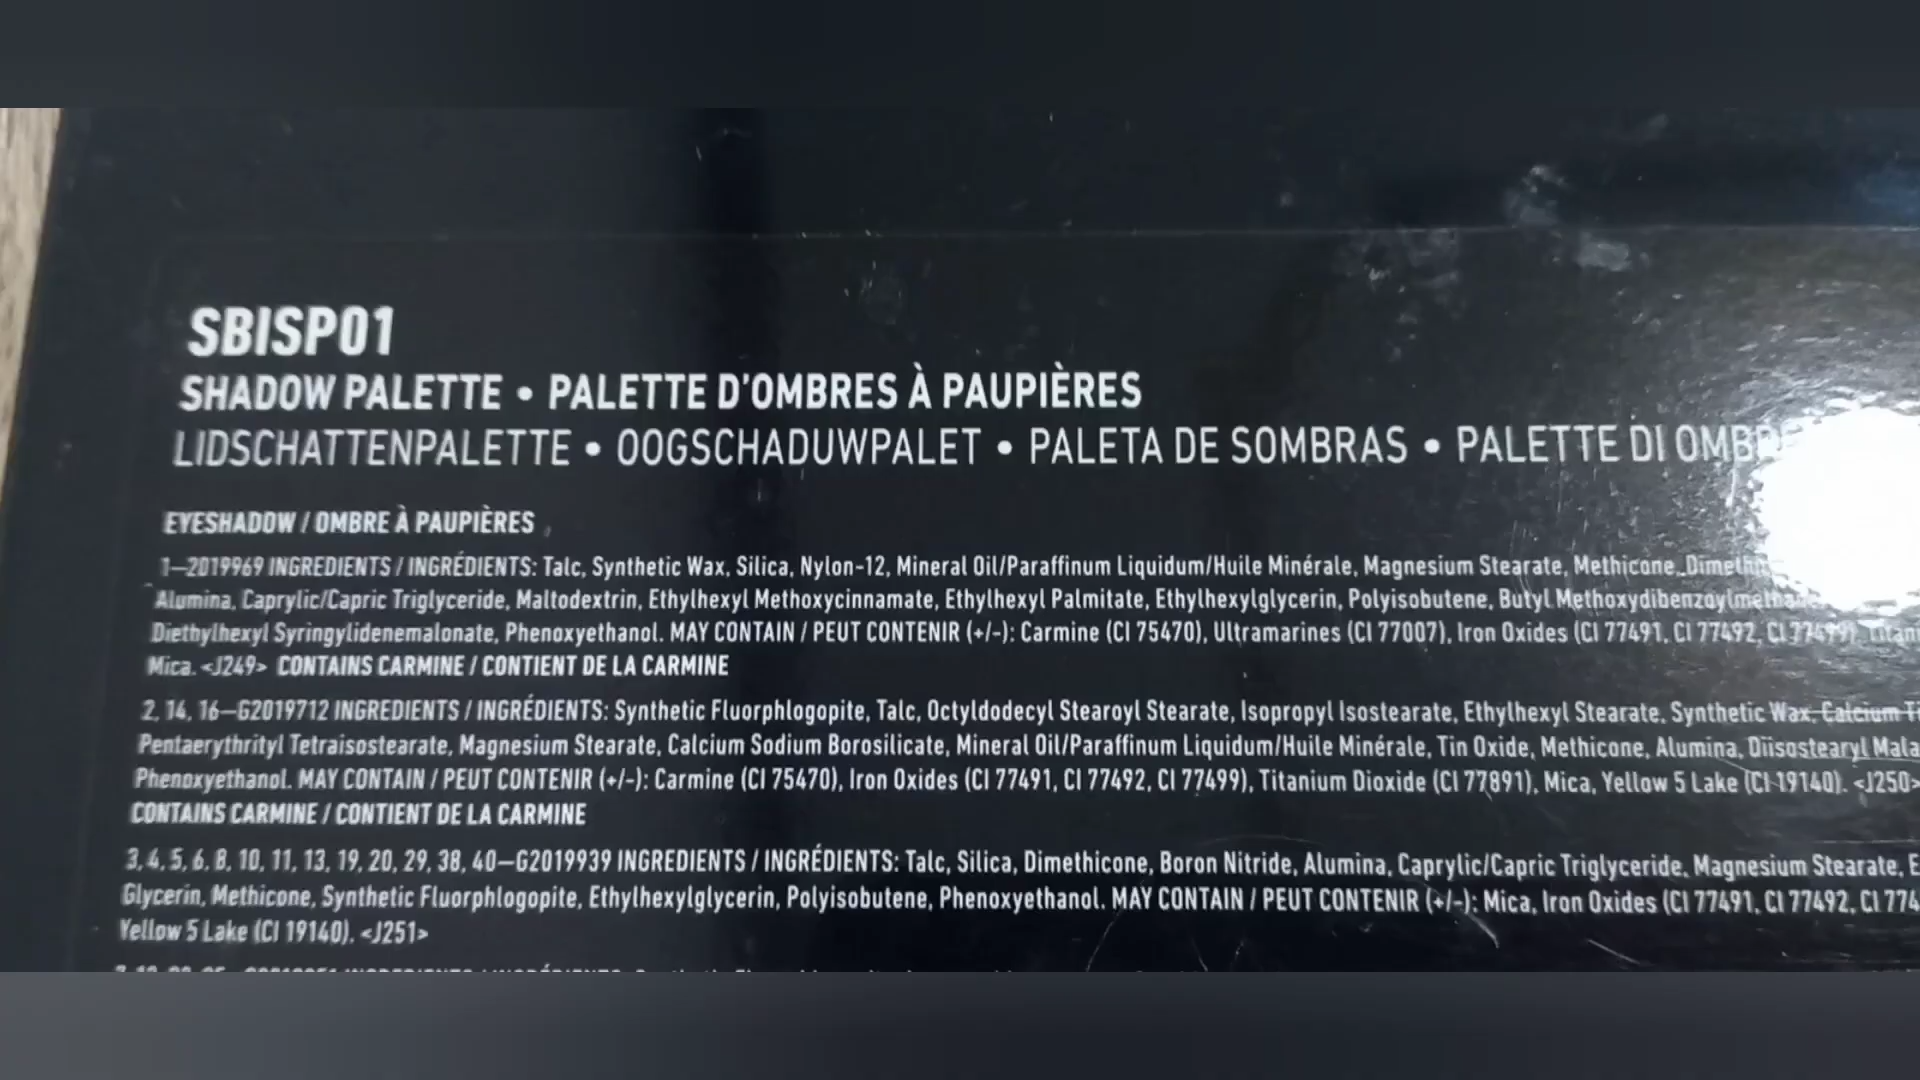 SBISP01
SHADOW PALETTE • PALETTE D'OMBRES À PAUPIÈRES
LIDSCHATTENPALETTE • OOGSCHADUWPALET • PALETA DE SOMBRAS • PALETTE DI
EYESHADOW / OMBRE À PAUPIÈRES
1–2019969 INGREDIENTS / INGRÉDIENTS: Talc, Synthetic Wax, Silica, Nylon-12, Mineral Oil/Paraffinum Liquidum/Huile Minérale, Magnesium Stearate, Methicone,
Alumina, Caprylic/Capric Triglyceride, Maltodextrin, Ethylhexyl Methoxycinnamate, Ethylhexyl Palmitate, Ethylhexylglycerin, Polyisobutene, Butyl
Diethylhexyl Syringylidenemalonate, Phenoxyethanol. MAY CONTAIN / PEUT CONTENIR (+/-): Carmine (CI 75470), Ultramarines (CI 77007), Iron Oxides (CI 77491, CI 77492, CI 77499),
Mica. <J249> CONTAINS CARMINE / CONTIENT DE LA CARMINE
2, 14, 16–G2019712 INGREDIENTS / INGRÉDIENTS: Synthetic Fluorphlogopite, Talc, Octyldodecyl Stearoyl Stearate, Isopropyl Isostearate, Ethylhexyl Stearate, Synthetic Wax, Calcium
Pentaerythrityl Tetraisostearate, Magnesium Stearate, Calcium Sodium Borosilicate, Mineral Oil/Paraffinum Liquidum/Huile Minérale, Tin Oxide, Methicone, Alumina, Diisostearyl
Phenoxyethanol. MAY CONTAIN / PEUT CONTENIR (+/-): Carmine (CI 75470), Iron Oxides (CI 77491, CI 77492, CI 77499), Titanium Dioxide (CI 77891), Mica, Yellow 5 Lake (CI 19140). <J250>
CONTAINS CARMINE / CONTIENT DE LA CARMINE
3, 4, 5, 6, 8, 10, 11, 13, 19, 20, 29, 38, 40–G2019939 INGREDIENTS / INGRÉDIENTS: Talc, Silica, Dimethicone, Boron Nitride, Alumina, Caprylic/Capric Triglyceride, Magnesium Stearate,
Glycerin, Methicone, Synthetic Fluorphlogopite, Ethylhexylglycerin, Polyisobutene, Phenoxyethanol. MAY CONTAIN / PEUT CONTENIR (+/-): Mica, Iron Oxides (CI 77491, CI 77492, CI
Yellow 5 Lake (CI 19140). <J251>